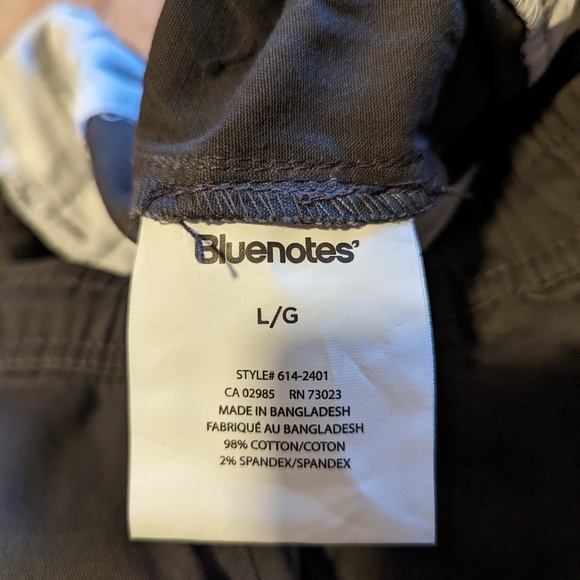 Bluenotes’
L/G
STYLE# 614-2401
CA 02985 RN 73023
MADE IN BANGLADESH
FABRIQUÉ AU BANGLADESH
98% COTTON/COTON
2% SPANDEX/SPANDEX